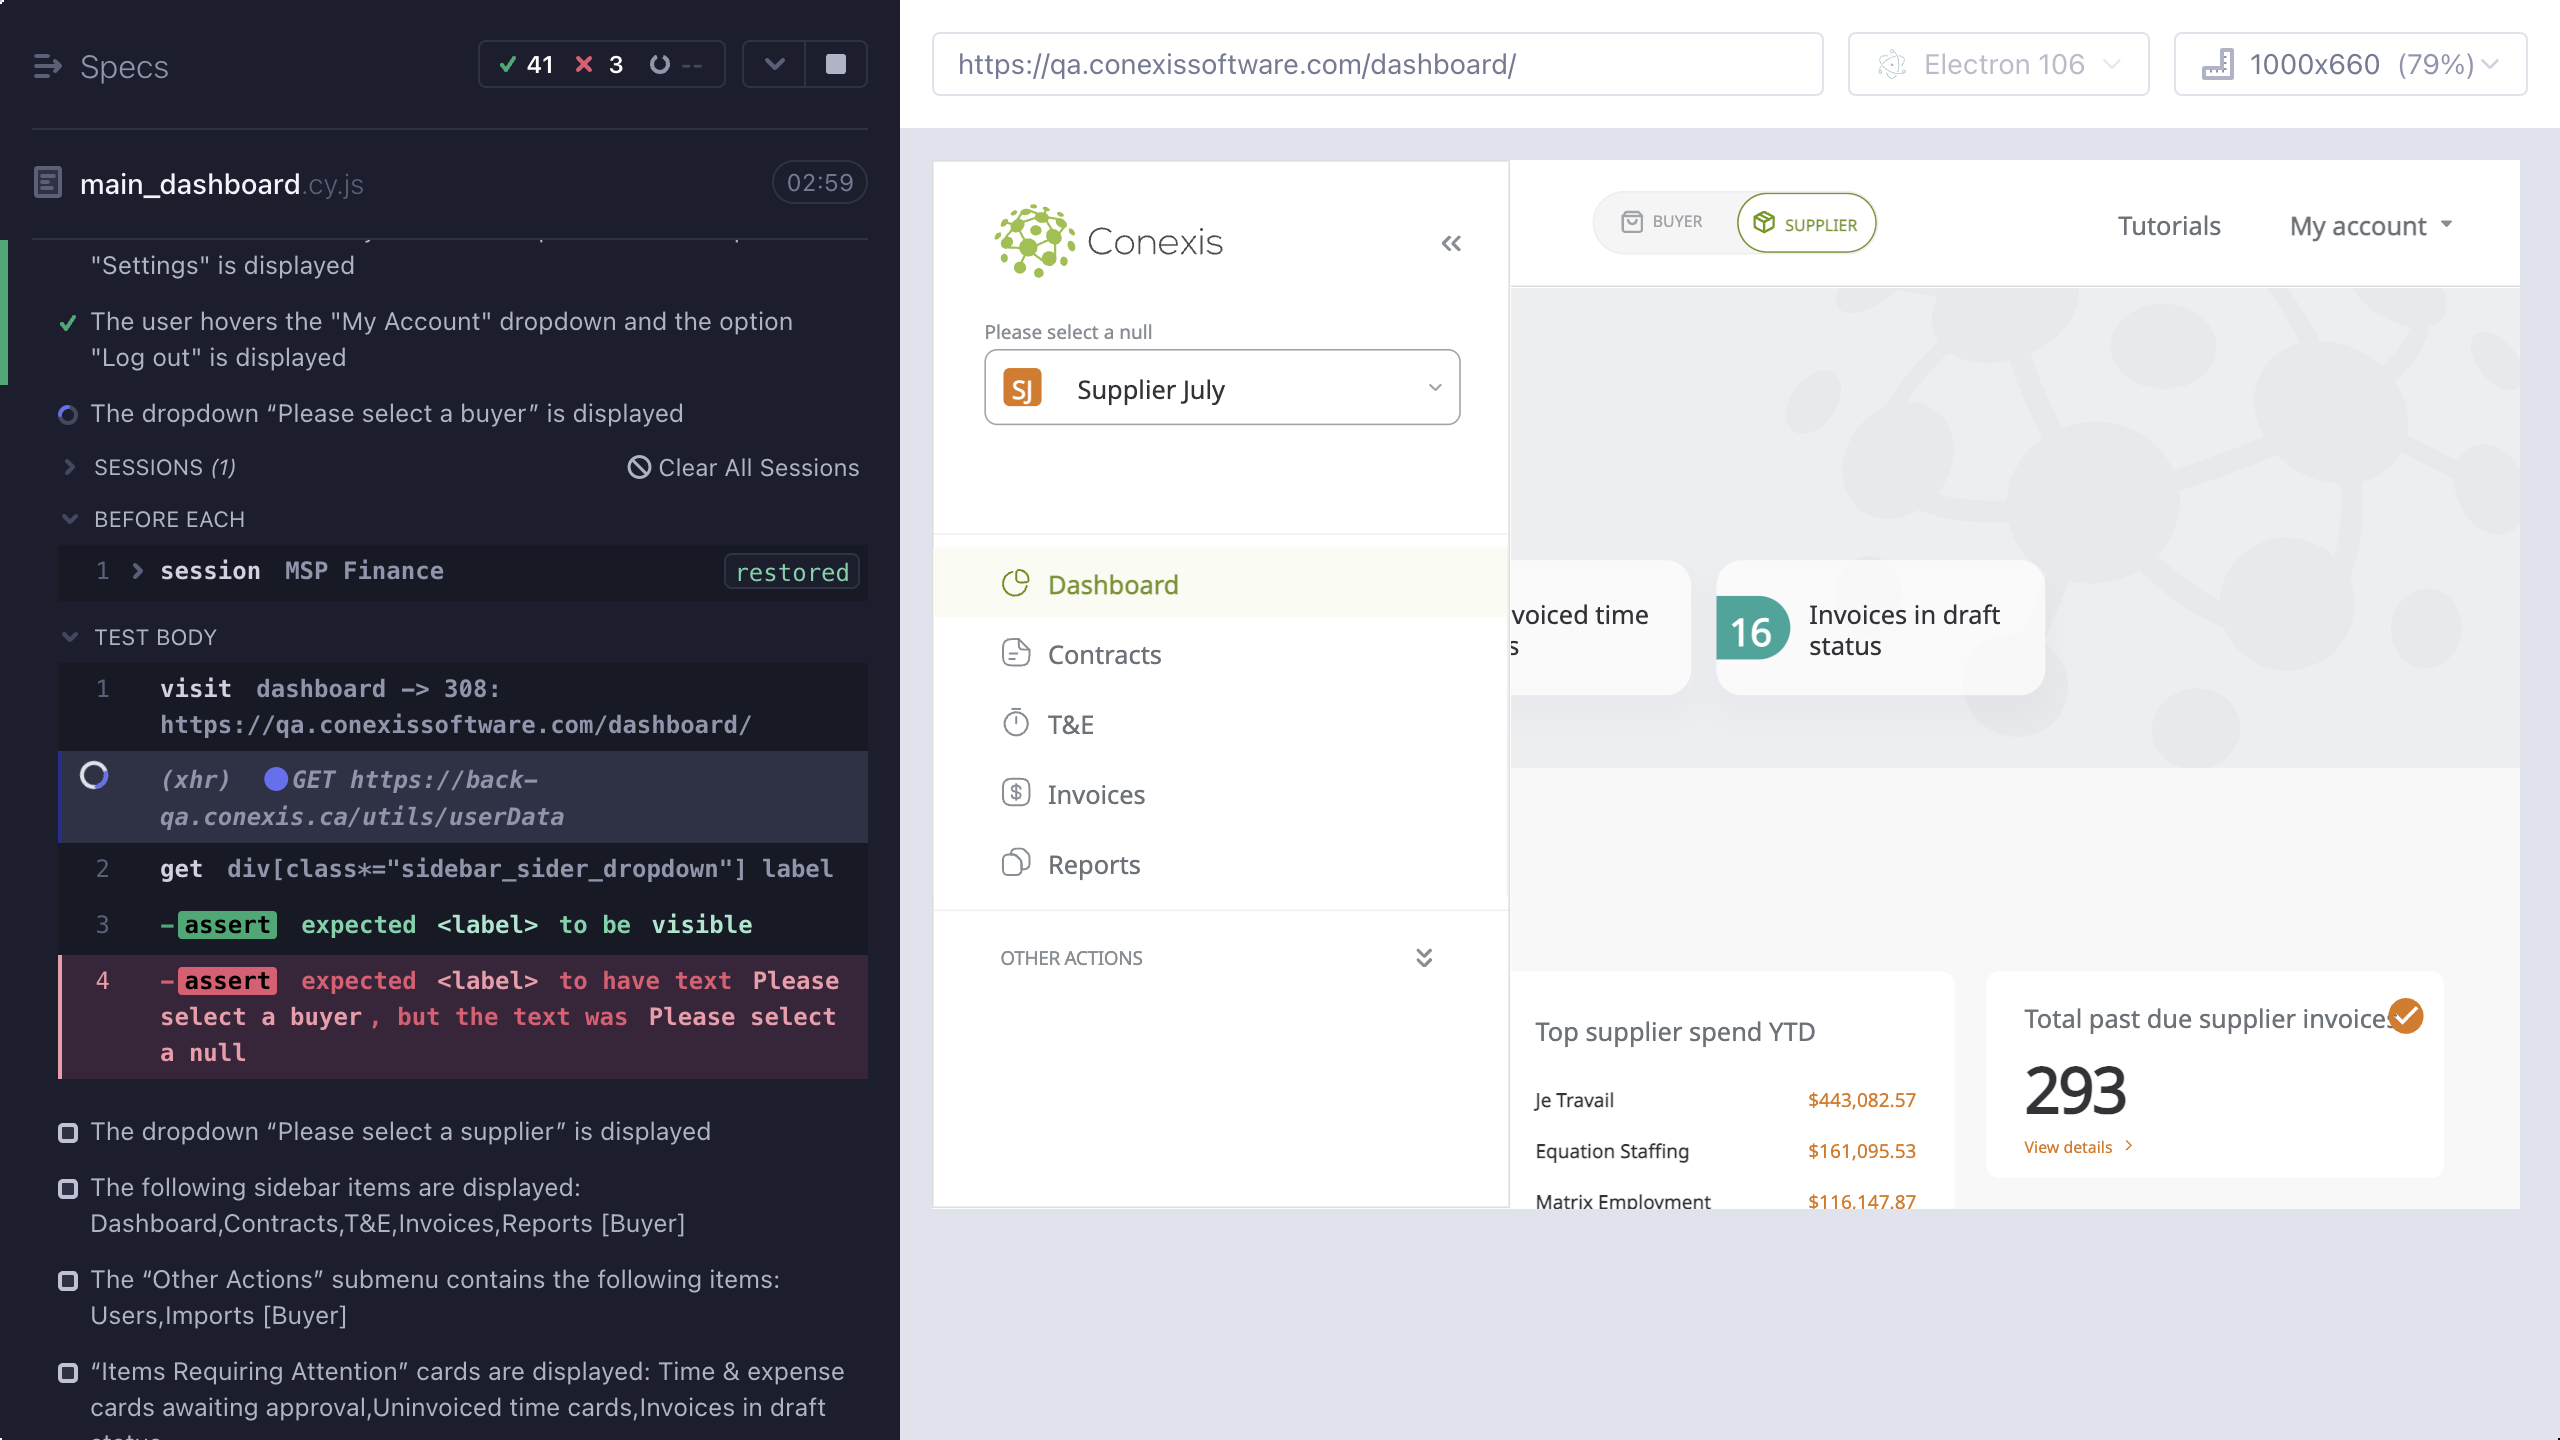 Specs
41 3 --
main_dashboard.cy.js 02:59
"Settings" is displayed
The user hovers the "My Account" dropdown and the option
"Log out" is displayed
The dropdown “Please select a buyer” is displayed
SESSIONS (1) Clear All Sessions
BEFORE EACH
1 session MSP Finance restored
TEST BODY
1 visit dashboard -> 308:
https://qa.conexissoftware.com/dashboard/
(xhr) GET https://back-
qa.conexis.ca/utils/userData
2 get div[class*="sidebar_sider_dropdown"] label
3 -assert expected <label> to be visible
4 -assert expected <label> to have text Please
select a buyer, but the text was Please select
a null
The dropdown “Please select a supplier” is displayed
The following sidebar items are displayed:
Dashboard,Contracts,T&E,Invoices,Reports [Buyer]
The “Other Actions” submenu contains the following items:
Users,Imports [Buyer]
“Items Requiring Attention” cards are displayed: Time & expense
cards awaiting approval,Uninvoiced time cards,Invoices in draft
https://qa.conexissoftware.com/dashboard/
Electron 106
1000x660 (79%)
Conexis
Please select a null
SJ Supplier July
Dashboard
Contracts
T&E
Invoices
Reports
OTHER ACTIONS
BUYER SUPPLIER
Tutorials My account
voiced time
s
16 Invoices in draft
status
Top supplier spend YTD
Je Travail $443,082.57
Equation Staffing $161,095.53
Matrix Employment $116,147.87
Total past due supplier invoices
293
View details